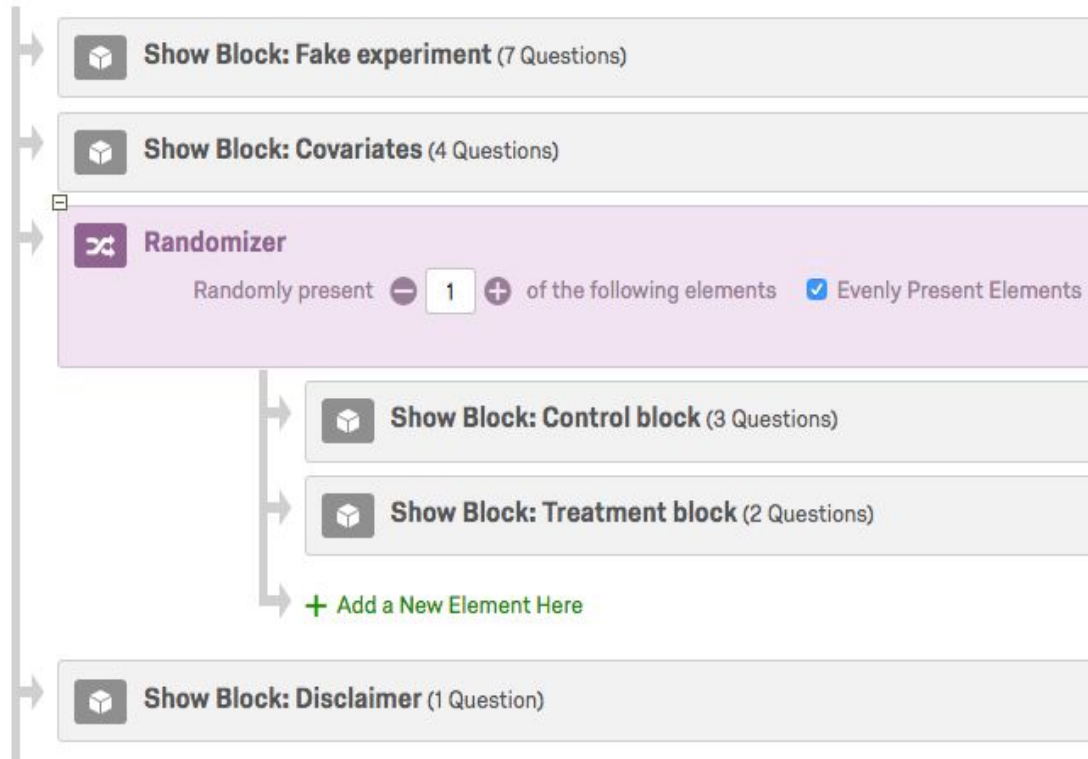 Show Block: Fake experiment (7 Questions)
Show Block: Covariates (4 Questions)
Randomizer
Randomly present 1 of the following elements Evenly Present Elements
Show Block: Control block (3 Questions)
Show Block: Treatment block (2 Questions)
+ Add a New Element Here
Show Block: Disclaimer (1 Question)